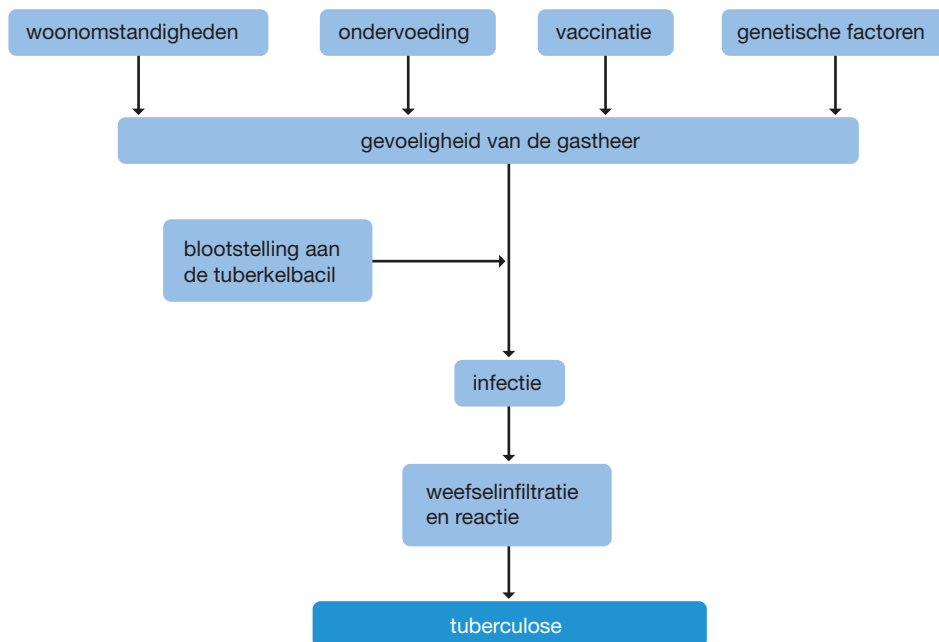 woonomstandigheden
ondervoeding
vaccinatie
genetische factoren
gevoeligheid van de gastheer
blootstelling aan
de tuberkelbacil
infectie
weefselinfiltratie
en reactie
tuberculose